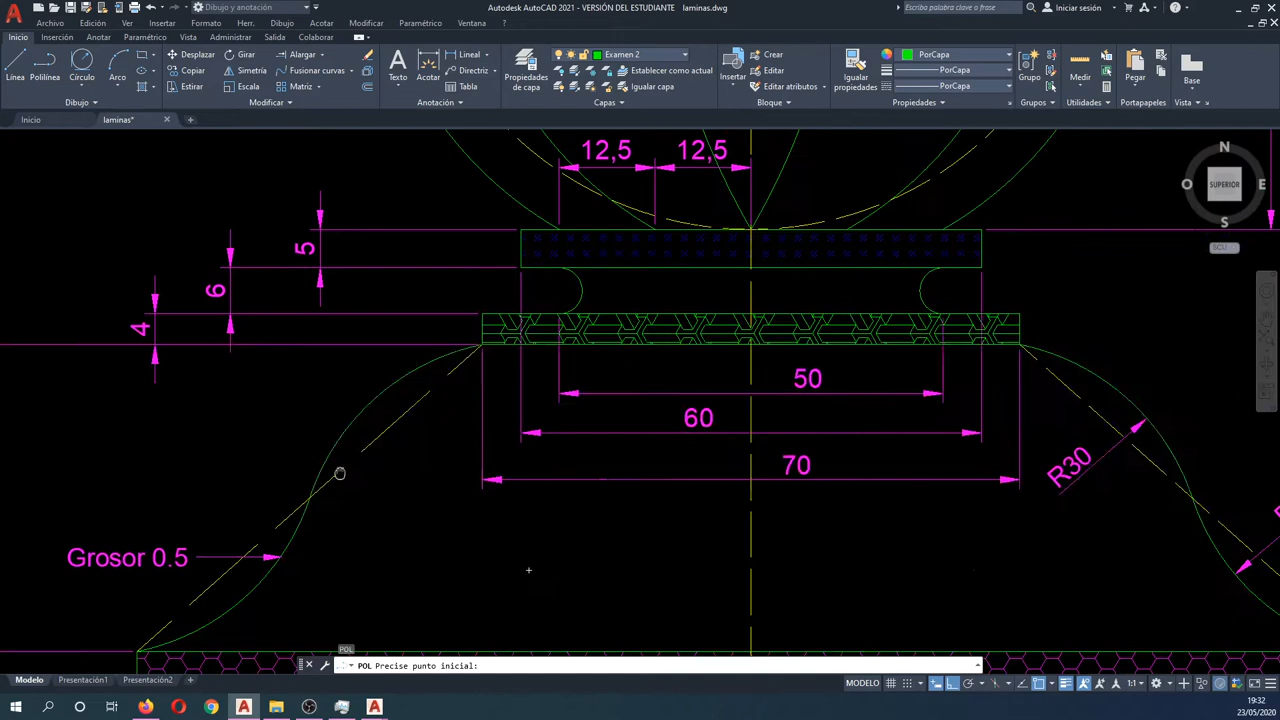 Dibujo y anotación
Autodesk AutoCAD 2021 - VERSIÓN DEL ESTUDIANTE laminas.dwg
Escriba palabra clave o frase
Iniciar sesión
Archivo Edición Ver Insertar Formato Herr. Dibujo Acotar Modificar Paramétrico Ventana ?
Inicio Inserción Anotar Paramétrico Vista Administrar Salida Colaborar
Línea Polilínea Círculo Arco
Desplazar Girar Alargar
Copiar Simetría Fusionar curvas
Estirar Escala Matriz
Texto Acotar
Lineal
Directriz
Tabla
Propiedades de capa
Examen 2
Establecer como actual
Igualar capa
Insertar
Crear
Editar
Editar atributos
Igualar propiedades
PorCapa
PorCapa
PorCapa
Grupo Medir Pegar Base
Dibujo Modificar Anotación Capas Bloque Propiedades Grupos Utilidades Portapapeles Vista
Inicio laminas*
12,5 12,5
5
6
4
50
60
70
R30
Grosor 0.5
N
O SUPERIOR E
S
SCU
POL
POL Precise punto inicial:
Modelo Presentación1 Presentación2
MODELO 1:1
19:32
23/05/2020